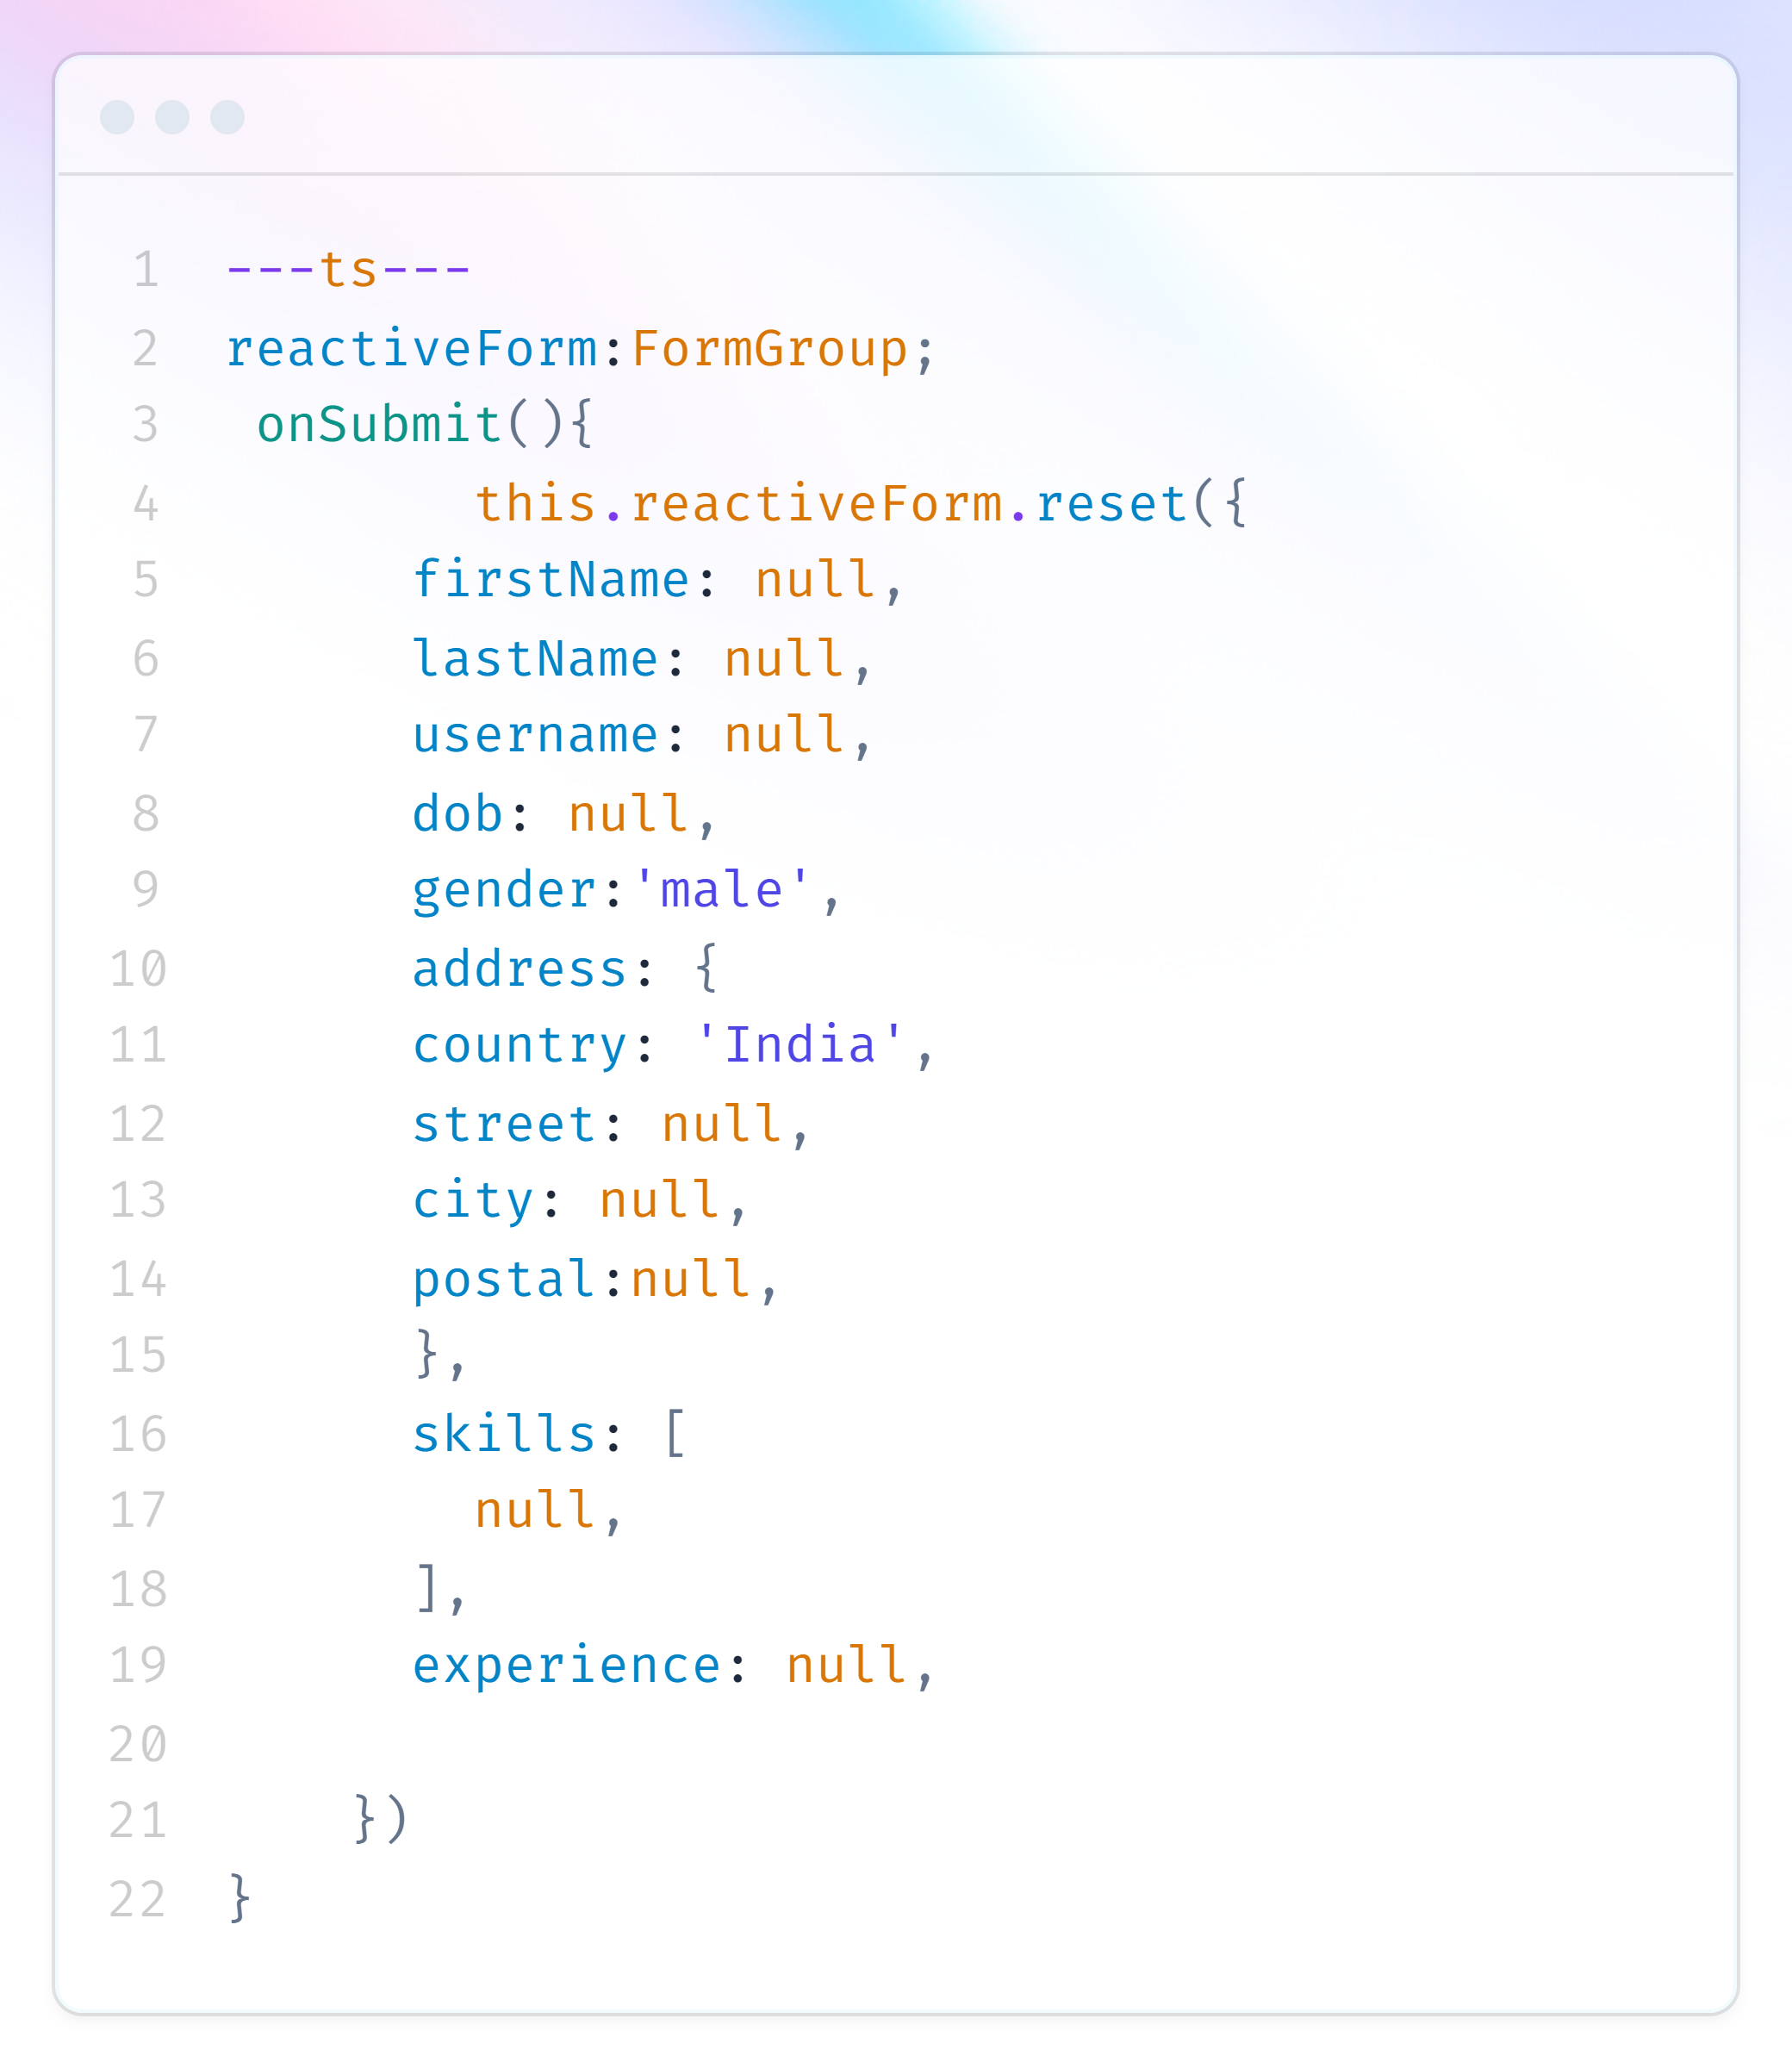 1 ---ts---
2 reactiveForm:FormGroup;
3  onSubmit(){
4         this.reactiveForm.reset({
5       firstName: null,
6       lastName: null,
7       username: null,
8       dob: null,
9       gender:'male',
10       address: {
11       country: 'India',
12       street: null,
13       city: null,
14       postal:null,
15       },
16       skills: [
17         null,
18       ],
19       experience: null,
20
21     })
22 }